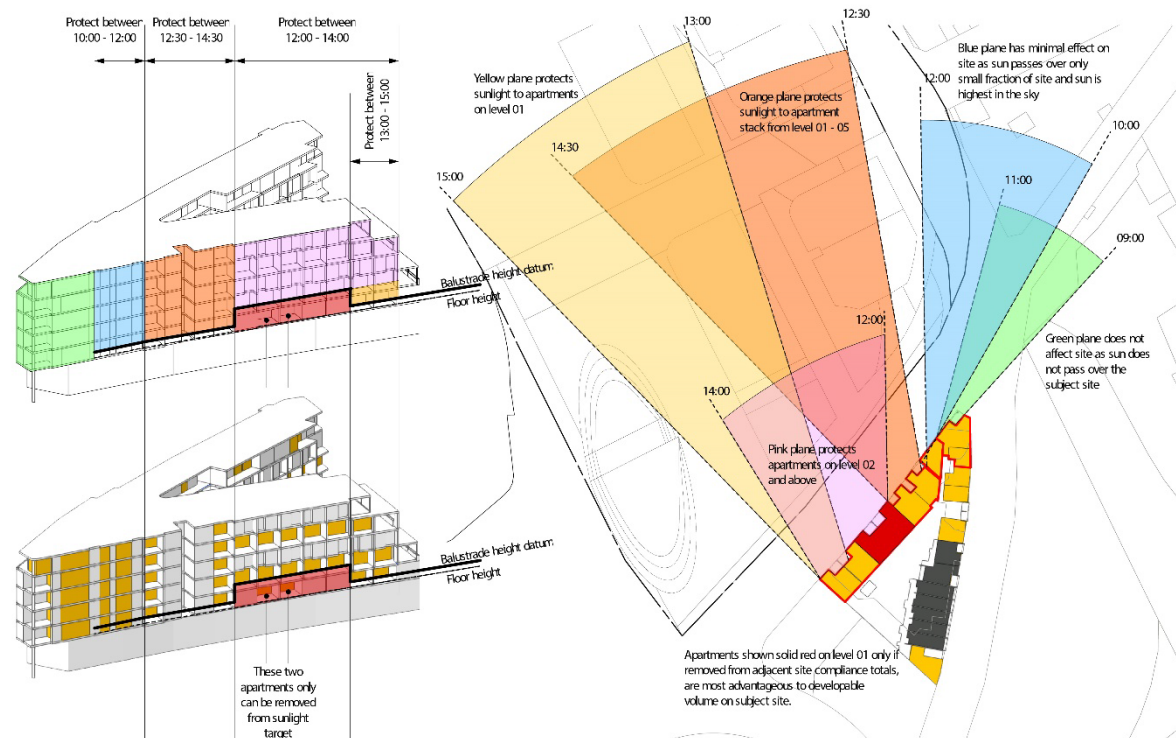 Protect between
10:00 - 12:00
Protect between
12:30 - 14:30
Protect between
12:00 - 14:00
Protect between
13:00 - 15:00
Balustrade height datum
Floor height
Balustrade height datum
Floor height
These two
apartments only
can be removed
from sunlight
target
13:00
12:30
Yellow plane protects
sunlight to apartments
on level 01
Orange plane protects
sunlight to apartment
stack from level 01 - 05
12:00
Blue plane has minimal effect on
site as sun passes over only
small fraction of site and sun is
highest in the sky
10:00
14:30
15:00
11:00
09:00
12:00
14:00
Green plane does not
affect site as sun does
not pass over the
subject site
Pink plane protects
apartments on level 02
and above
Apartments shown solid red on level 01 only if
removed from adjacent site compliance totals,
are most advantageous to developable
volume on subject site.